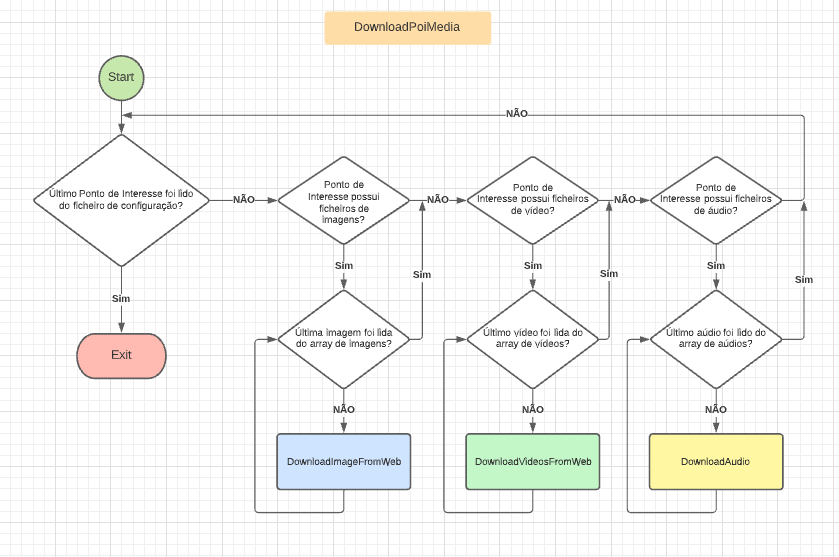 DownloadPoiMedia
Start
NÃO
Último Ponto de Interesse foi lido
do ficheiro de configuração?
NÃO
Ponto de
Interesse possui
ficheiros de
imagens?
NÃO
Ponto de
Interesse possui ficheiros
de vídeo?
NÃO
Ponto de
Interesse possui ficheiros
de áudio?
Sim
Sim
Sim
Sim
Sim
Sim
Sim
Exit
Última imagem foi lida
do array de imagens?
Último vídeo foi lida do
array de vídeos?
Último aúdio foi lido do
array de aúdios?
NÃO
NÃO
NÃO
DownloadImageFromWeb
DownloadVideosFromWeb
DownloadAudio